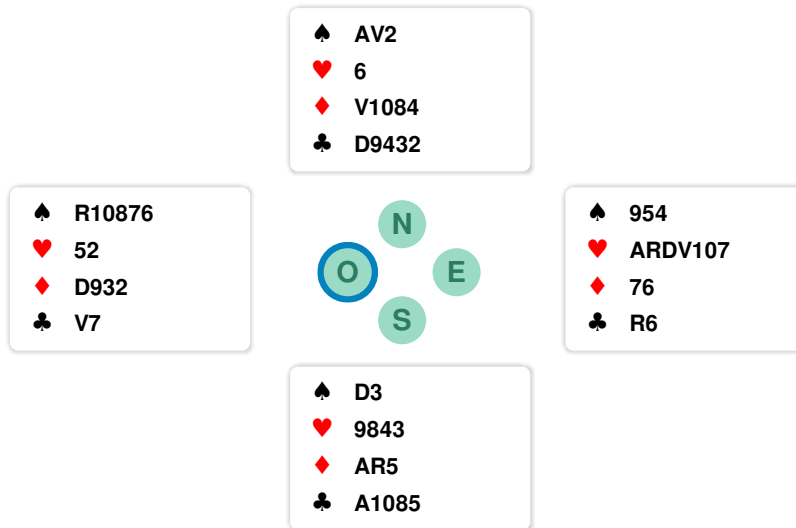 ♠ AV2
♥ 6
♦ V1084
♣ D9432
♠ R10876
♥ 52
♦ D932
♣ V7
N
O E
S
♠ 954
♥ ARDV107
♦ 76
♣ R6
♠ D3
♥ 9843
♦ AR5
♣ A1085